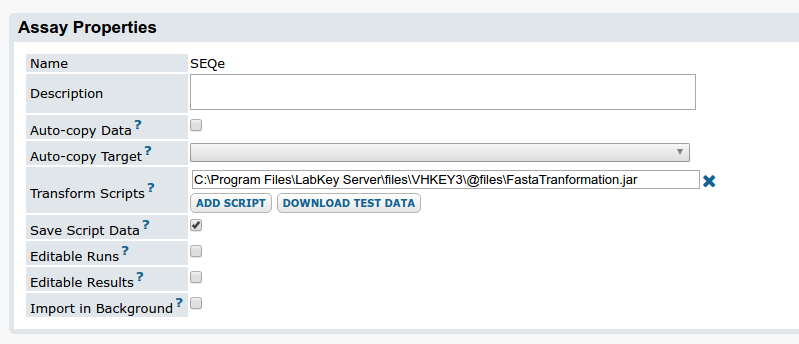 Assay Properties
Name SEQe
Description
Auto-copy Data ?
Auto-copy Target ?
Transform Scripts ? C:\Program Files\LabKey Server\files\VHKEY3\@files\FastaTranformation.jar
ADD SCRIPT DOWNLOAD TEST DATA
Save Script Data ?
Editable Runs ?
Editable Results ?
Import in Background ?